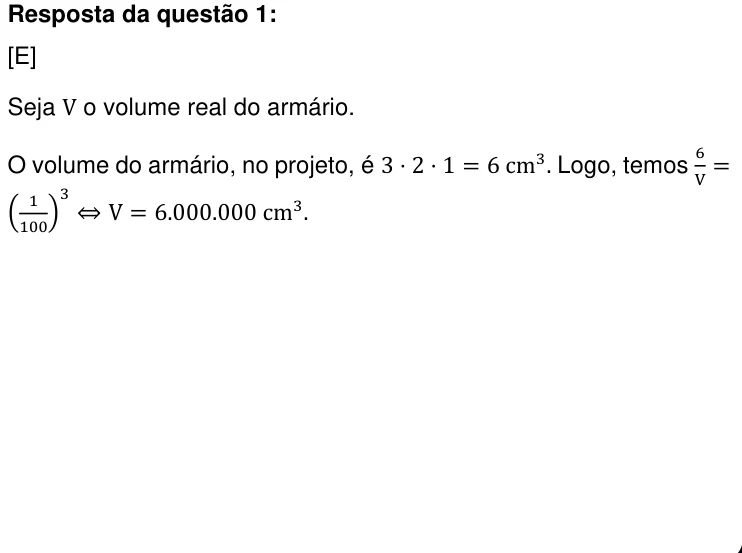 Resposta da questão 1:
[E]
Seja V o volume real do armário.
O volume do armário, no projeto, é 3 · 2 · 1 = 6 cm³. Logo, temos 6/V =
(1/100)³ ⇔ V = 6.000.000 cm³.